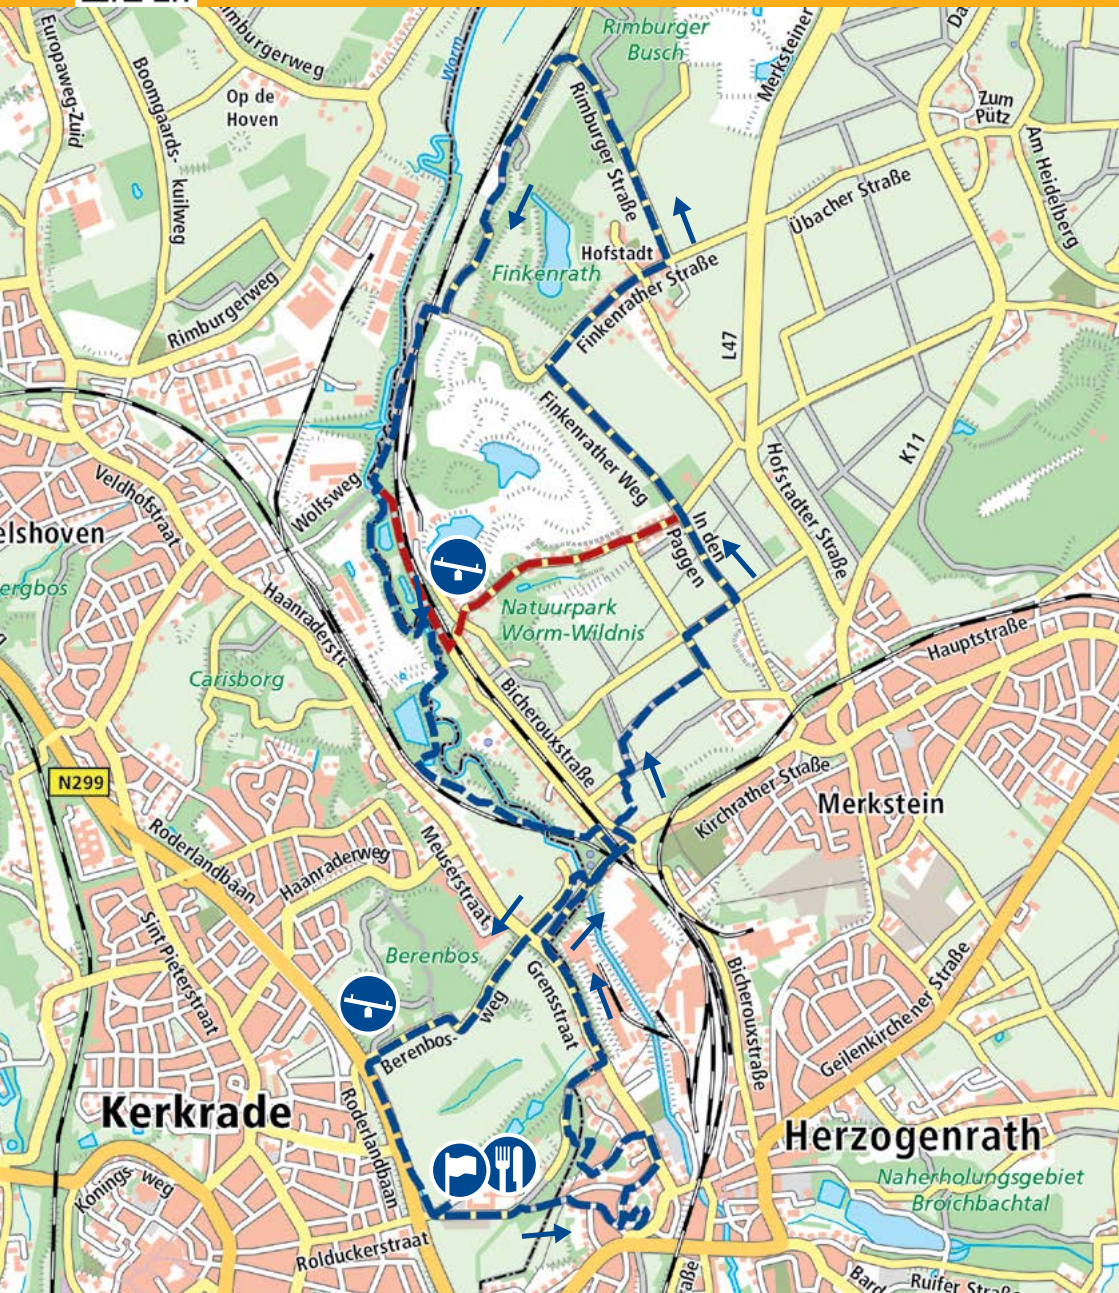 Rimburger
Busch
Merksteiner
Europaweg-Zuid
Rimburgerweg
Worm
Boomgaards-
kuilweg
Op de
Hoven
Zum
Pütz
Am Heidelberg
Rimburger Straße
Übacher Straße
Hofstadt
Finkenrath
Finkenrather Straße
Rimburgerweg
L47
Finkenrather Weg
K11
Hofstadter Straße
Veldhofstraat
Wolfsweg
elshoven
In den
Paggen
ergbos
Haanraderstr.
Natuurpark
Worm-Wildnis
Hauptstraße
Carisborg
Bicherouxstraße
N299
Kirchrather Straße
Merkstein
Roderlandbaan
Haanraderweg
Meuserstraat
Sint Pieterstraat
Berenbos
Grensstraat
Bicherouxstraße
Geilenkirchener Straße
Berenbos-
weg
Kerkrade
Roderlandbaan
Herzogenrath
Naherholungsgebiet
Broichbachtal
Konings-weg
Rolduckerstraat
aße
Bard
Ruifer Straß